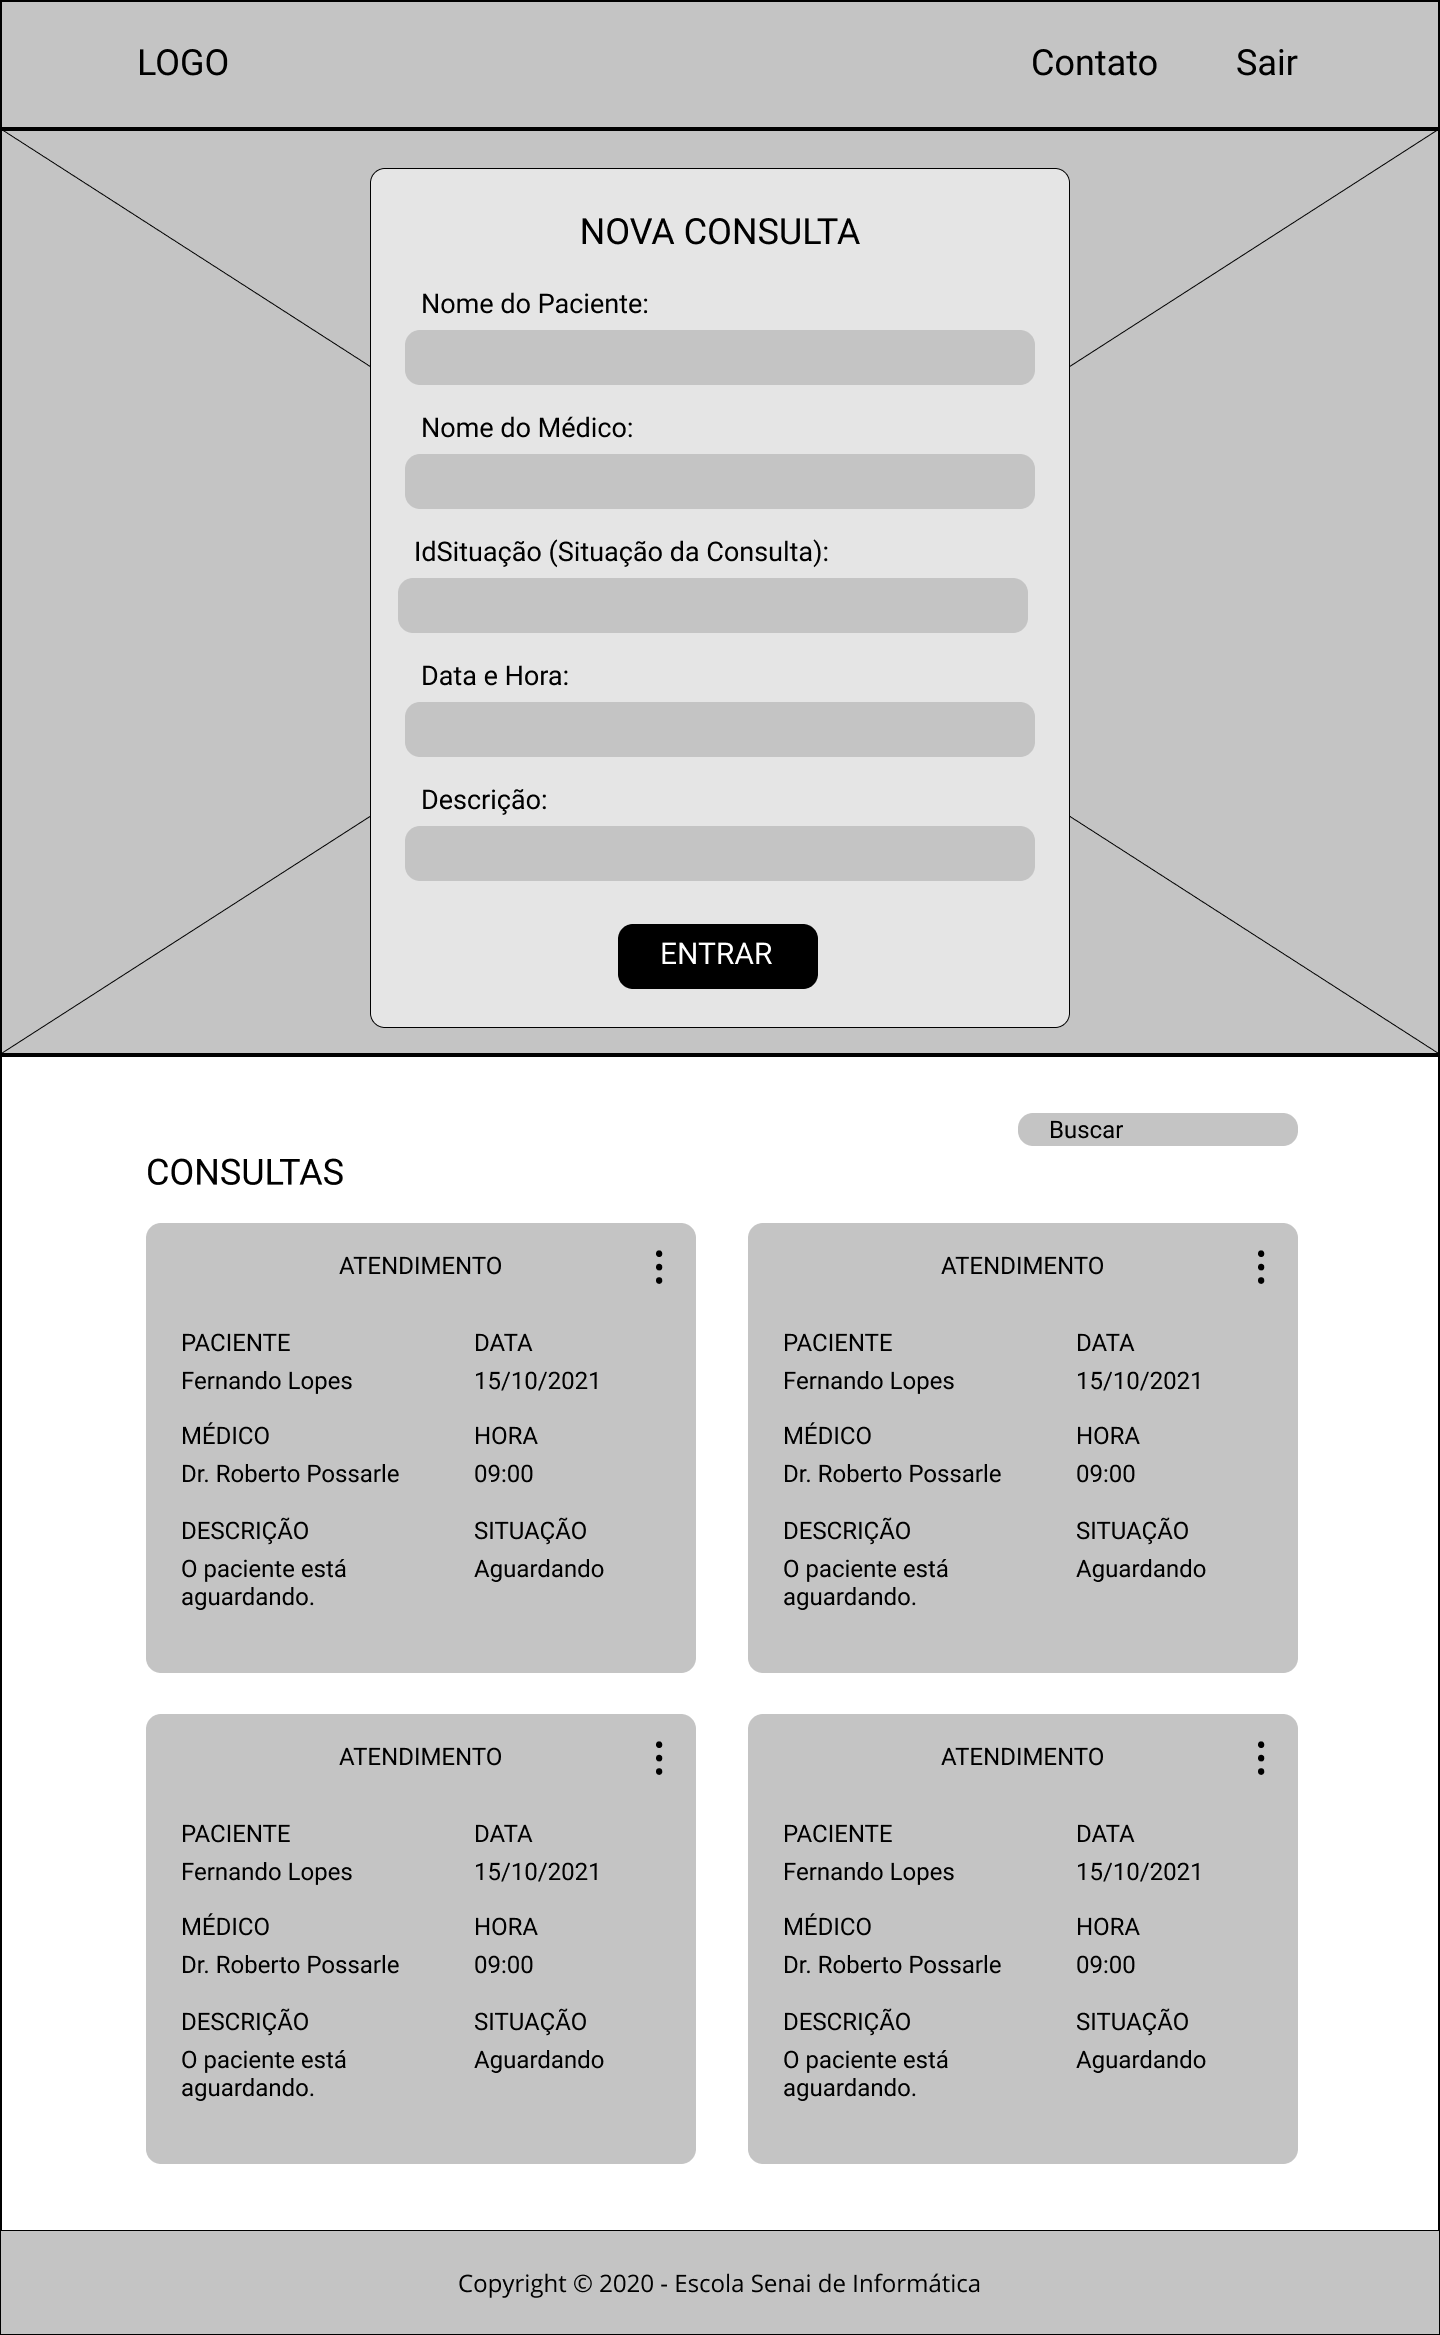 LOGO
Contato
Sair
NOVA CONSULTA
Nome do Paciente:
Nome do Médico:
IdSituação (Situação da Consulta):
Data e Hora:
Descrição:
ENTRAR
Buscar
CONSULTAS
ATENDIMENTO
PACIENTE
Fernando Lopes
DATA
15/10/2021
MÉDICO
Dr. Roberto Possarle
HORA
09:00
DESCRIÇÃO
O paciente está
aguardando.
SITUAÇÃO
Aguardando
ATENDIMENTO
PACIENTE
Fernando Lopes
DATA
15/10/2021
MÉDICO
Dr. Roberto Possarle
HORA
09:00
DESCRIÇÃO
O paciente está
aguardando.
SITUAÇÃO
Aguardando
ATENDIMENTO
PACIENTE
Fernando Lopes
DATA
15/10/2021
MÉDICO
Dr. Roberto Possarle
HORA
09:00
DESCRIÇÃO
O paciente está
aguardando.
SITUAÇÃO
Aguardando
ATENDIMENTO
PACIENTE
Fernando Lopes
DATA
15/10/2021
MÉDICO
Dr. Roberto Possarle
HORA
09:00
DESCRIÇÃO
O paciente está
aguardando.
SITUAÇÃO
Aguardando
Copyright © 2020 - Escola Senai de Informática